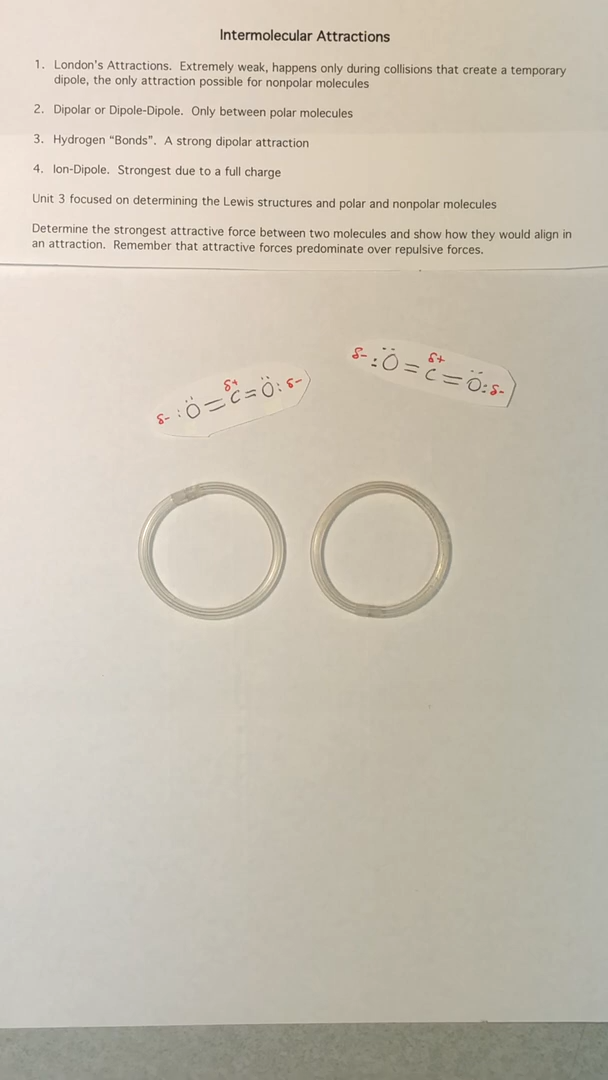 Intermolecular Attractions
1. London's Attractions. Extremely weak, happens only during collisions that create a temporary
dipole, the only attraction possible for nonpolar molecules
2. Dipolar or Dipole-Dipole. Only between polar molecules
3. Hydrogen “Bonds”. A strong dipolar attraction
4. Ion-Dipole. Strongest due to a full charge
Unit 3 focused on determining the Lewis structures and polar and nonpolar molecules
Determine the strongest attractive force between two molecules and show how they would align in
an attraction. Remember that attractive forces predominate over repulsive forces.
δ- :Ö=C=Ö: δ-
δ+
δ- :Ö=C=Ö: δ-
δ+